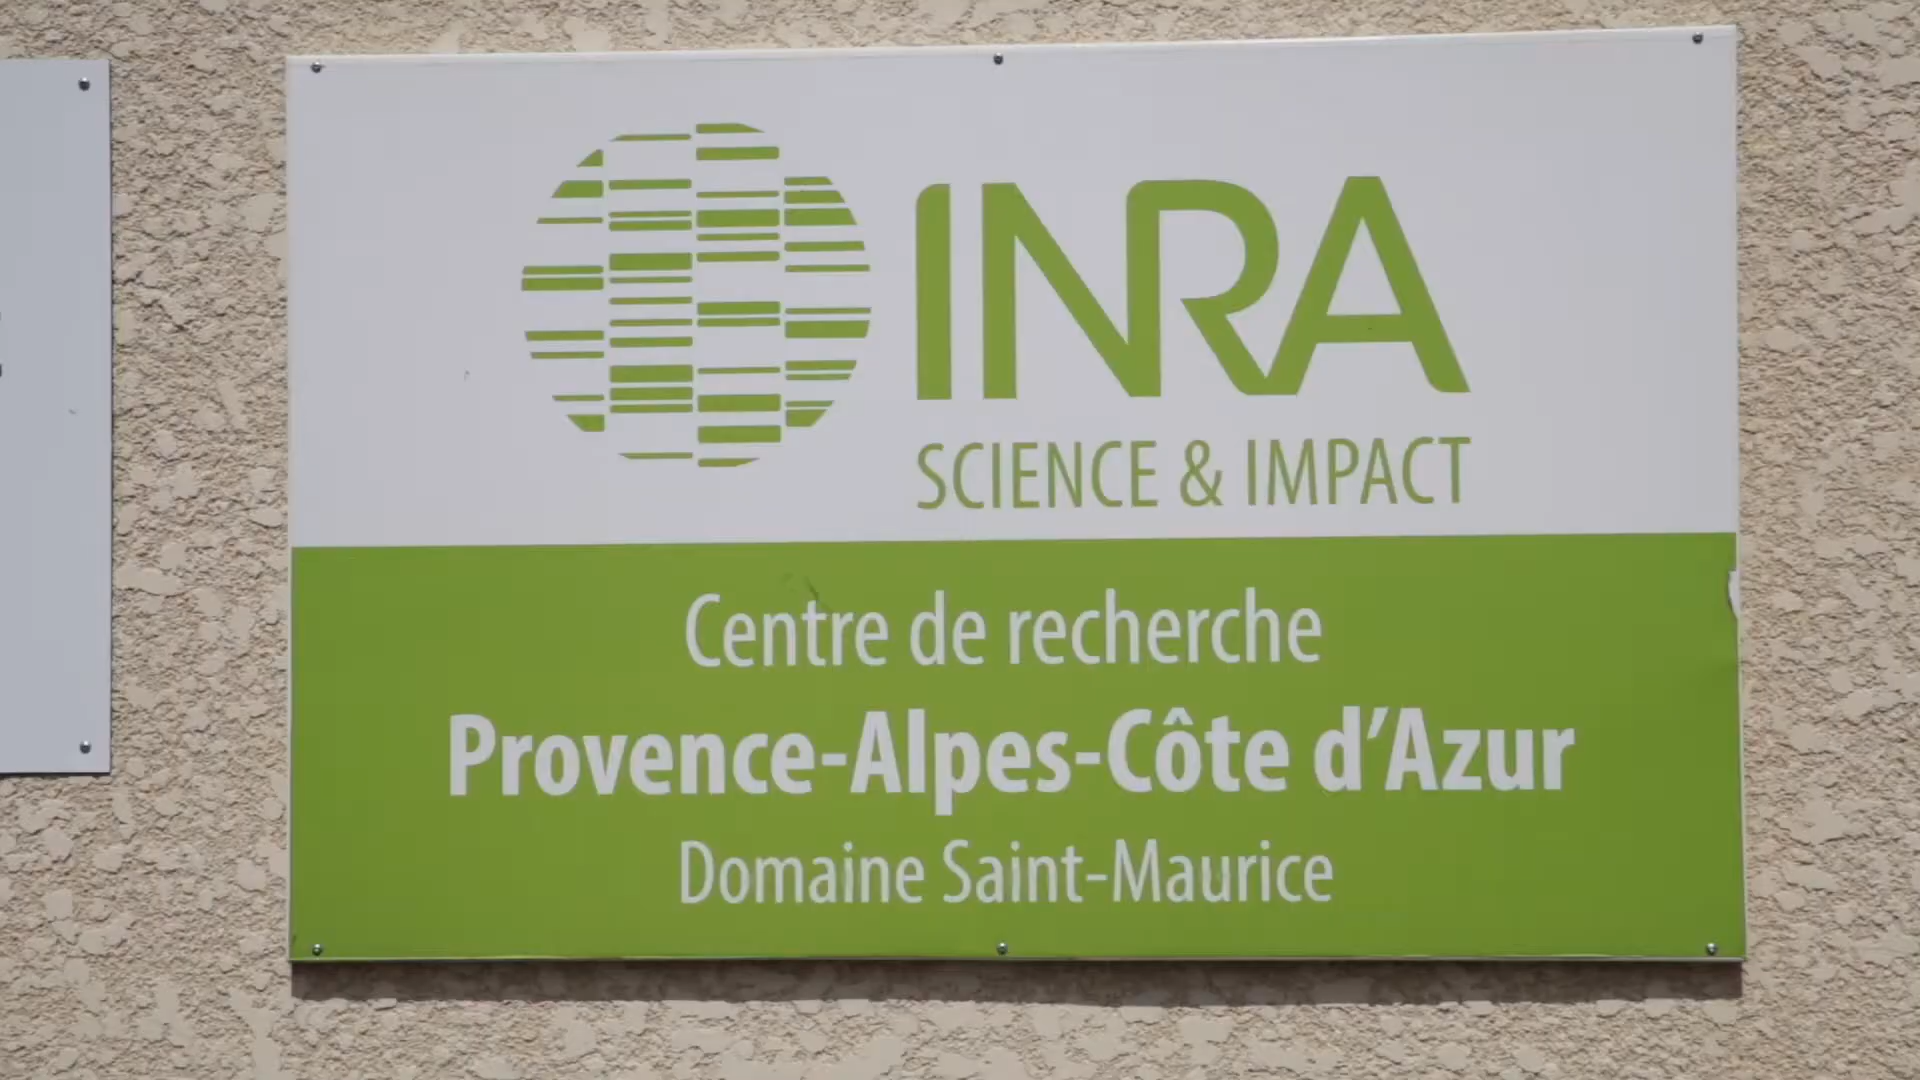 INRA
SCIENCE & IMPACT
Centre de recherche
Provence-Alpes-Côte d'Azur
Domaine Saint-Maurice